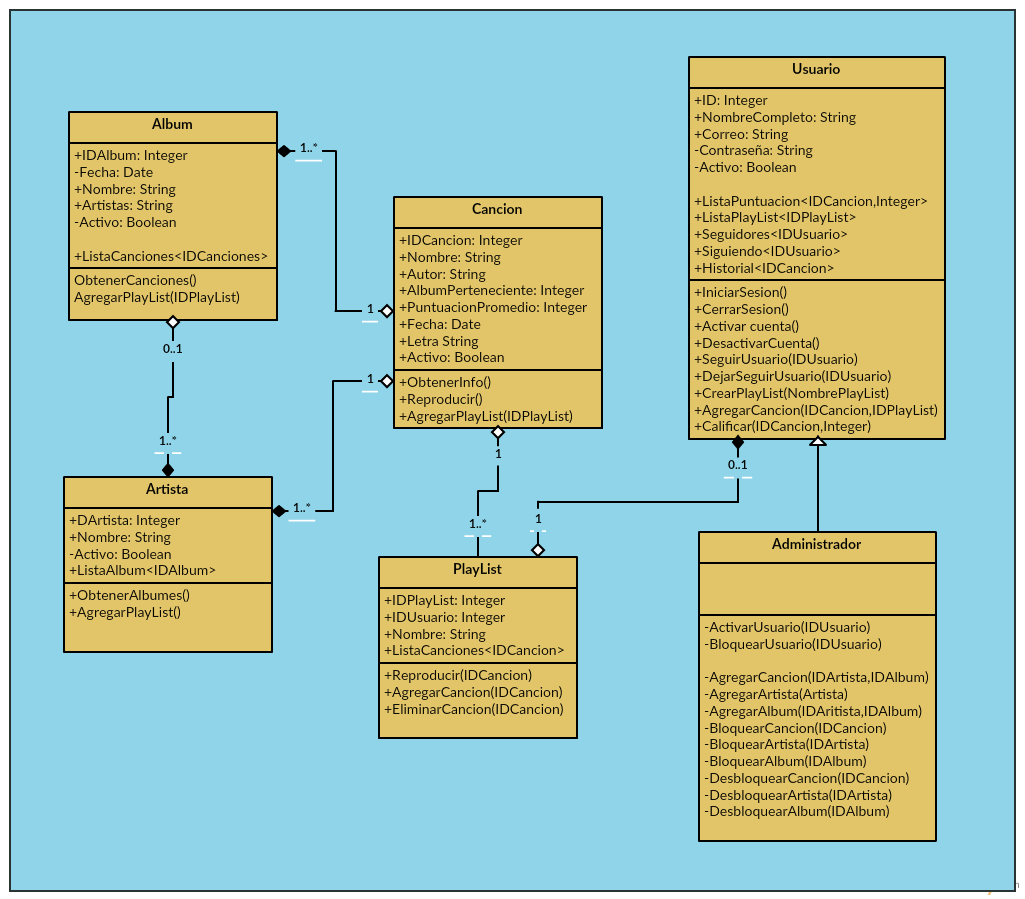 Album
+IDAlbum: Integer
-Fecha: Date
+Nombre: String
+Artistas: String
-Activo: Boolean
+ListaCanciones<IDCanciones>
ObtenerCanciones()
AgregarPlayList(IDPlayList)
1..*
1
0..1
1..*
Cancion
+IDCancion: Integer
+Nombre: String
+Autor: String
+AlbumPerteneciente: Integer
+PuntuacionPromedio: Integer
+Fecha: Date
+Letra String
+Activo: Boolean
+ObtenerInfo()
+Reproducir()
+AgregarPlayList(IDPlayList)
1
1..*
1
1..*
Usuario
+ID: Integer
+NombreCompleto: String
+Correo: String
-Contraseña: String
-Activo: Boolean
+ListaPuntuacion<IDCancion,Integer>
+ListaPlayList<IDPlayList>
+Seguidores<IDUsuario>
+Siguiendo<IDUsuario>
+Historial<IDCancion>
+IniciarSesion()
+CerrarSesion()
+Activar cuenta()
+DesactivarCuenta()
+SeguirUsuario(IDUsuario)
+DejarSeguirUsuario(IDUsuario)
+CrearPlayList(NombrePlayList)
+AgregarCancion(IDCancion,IDPlayList)
+Calificar(IDCancion,Integer)
0..1
1
Artista
+DArtista: Integer
+Nombre: String
-Activo: Boolean
+ListaAlbum<IDAlbum>
+ObtenerAlbumes()
+AgregarPlayList()
PlayList
+IDPlayList: Integer
+IDUsuario: Integer
+Nombre: String
+ListaCanciones<IDCancion>
+Reproducir(IDCancion)
+AgregarCancion(IDCancion)
+EliminarCancion(IDCancion)
Administrador
-ActivarUsuario(IDUsuario)
-BloquearUsuario(IDUsuario)
-AgregarCancion(IDArtista,IDAlbum)
-AgregarArtista(Artista)
-AgregarAlbum(IDAritista,IDAlbum)
-BloquearCancion(IDCancion)
-BloquearArtista(IDArtista)
-BloquearAlbum(IDAlbum)
-DesbloquearCancion(IDCancion)
-DesbloquearArtista(IDArtista)
-DesbloquearAlbum(IDAlbum)